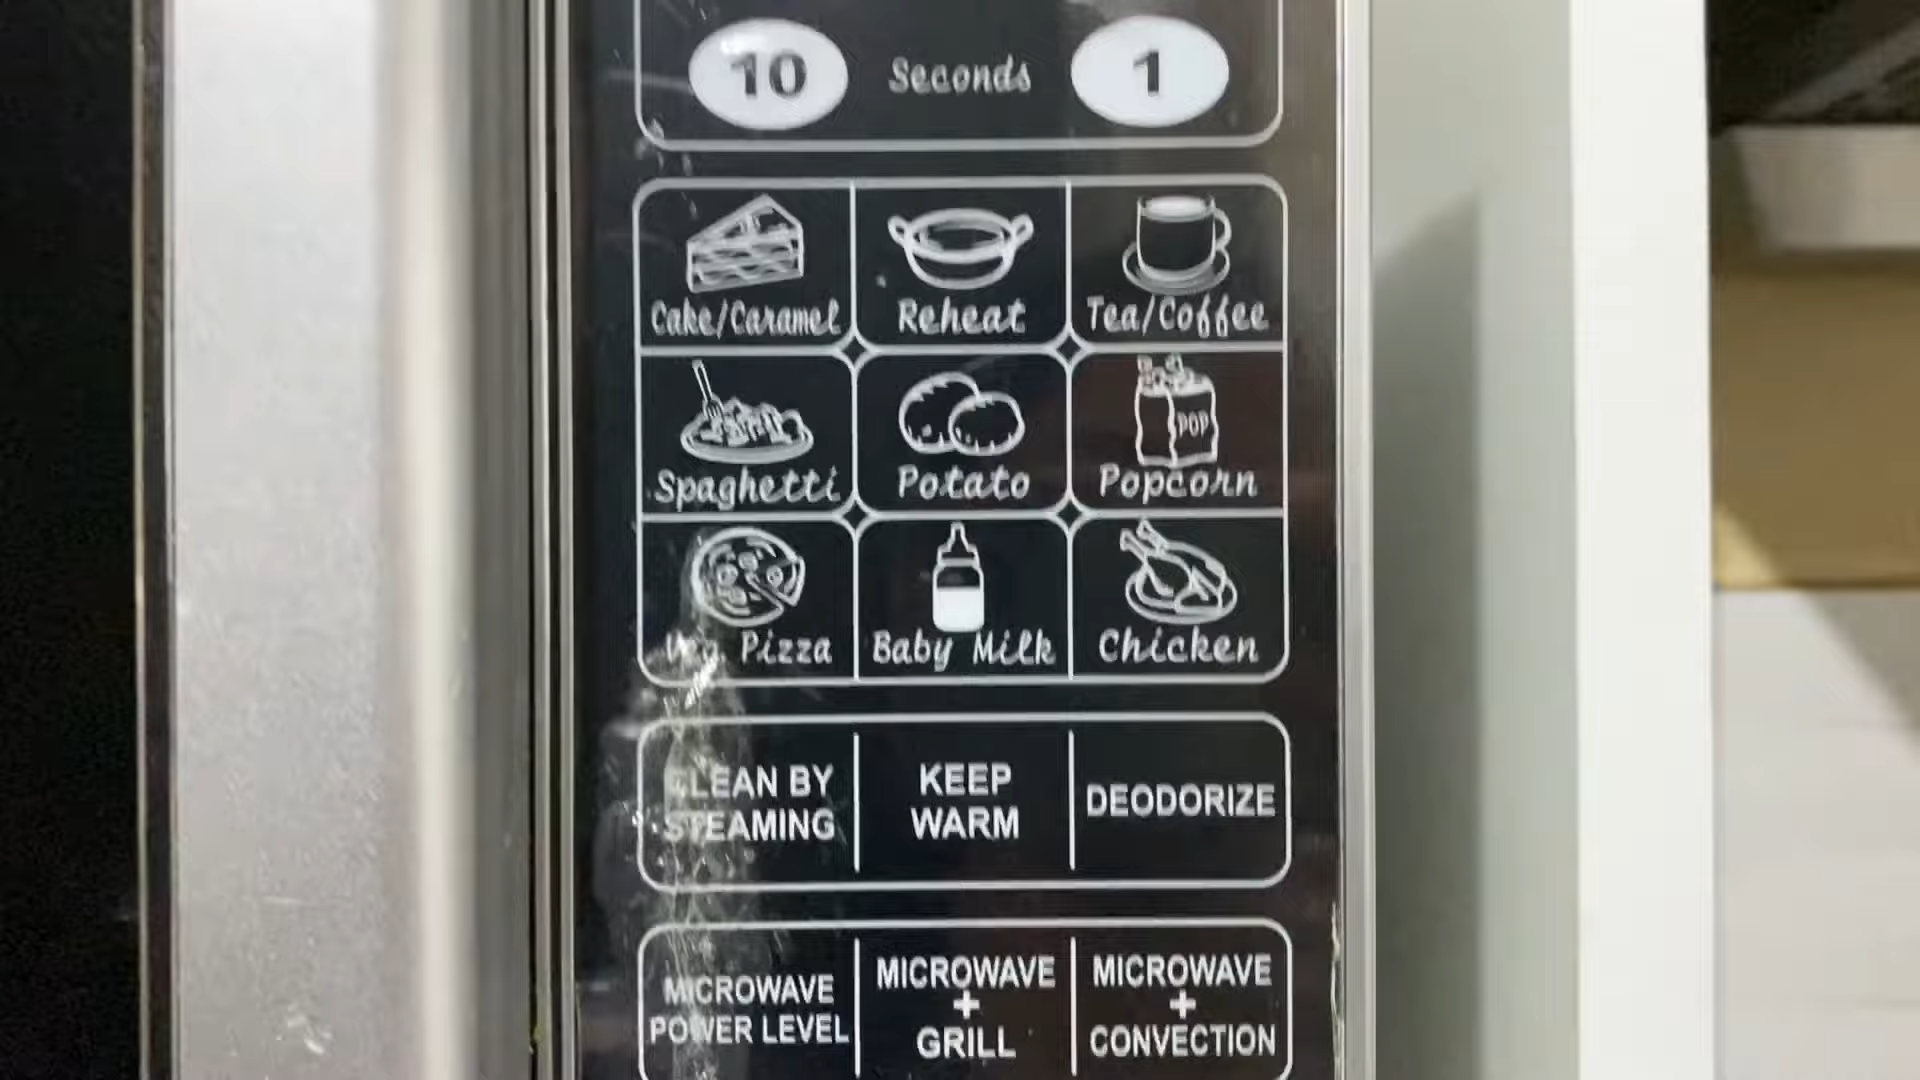 10 Seconds 1
Cake/Caramel Reheat Tea/Coffee
POP
Spaghetti Potato Popcorn
Veg. Pizza Baby Milk Chicken
CLEAN BY
STEAMING
KEEP
WARM
DEODORIZE
MICROWAVE
POWER LEVEL
MICROWAVE
+
GRILL
MICROWAVE
+
CONVECTION